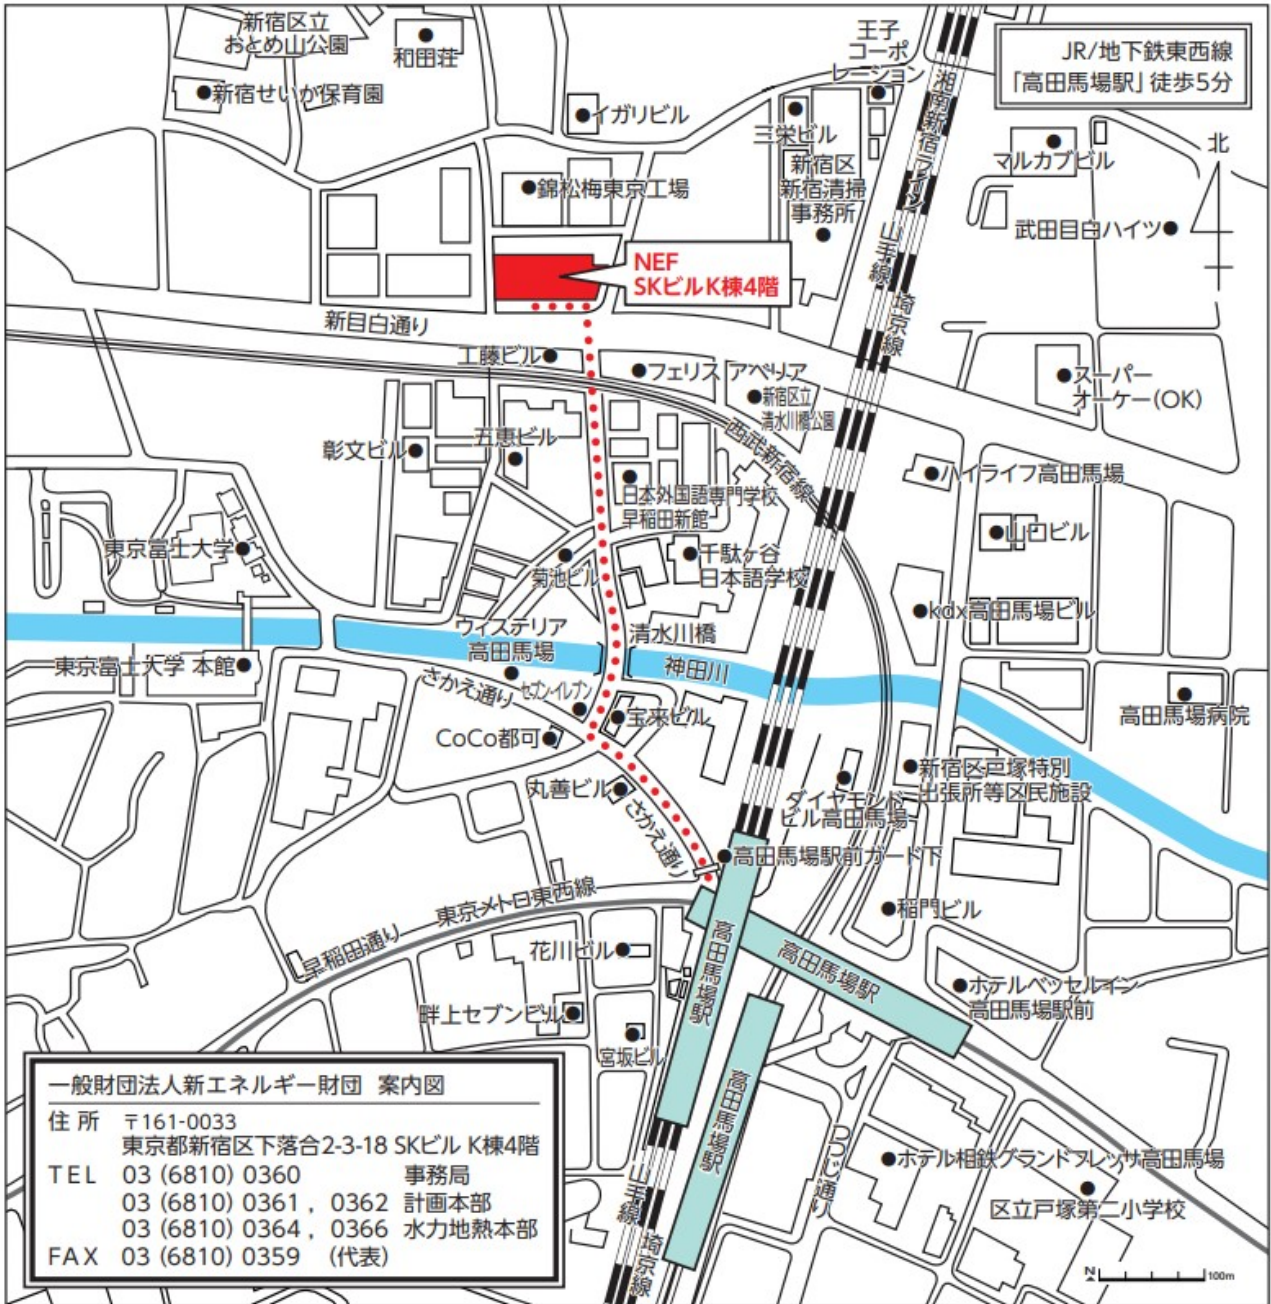 新宿区立
おとめ山公園
和田荘
新宿せいが保育園
イガリビル
王子
コーポ
レーション
JR/地下鉄東西線
「高田馬場駅」徒歩5分
湘南新宿ライン
三栄ビル
新宿区
新宿清掃
事務所
マルカブビル
北
錦松梅東京工場
武田目白ハイツ
NEF
SKビルK棟4階
山手線
埼京線
新目白通り
工藤ビル
フェリス アベリア
新宿区立
清水川橋公園
スーパー
オーケー(OK)
五恵ビル
彰文ビル
西武新宿線
ハイライフ高田馬場
日本外国語専門学校
早稲田新館
山口ビル
東京富士大学
菊池ビル
千駄ヶ谷
日本語学校
kdx高田馬場ビル
ウィステリア
高田馬場
清水川橋
神田川
東京富士大学 本館
さかえ通り
セブン-イレブン
宝来ビル
高田馬場病院
CoCo都可
丸善ビル
さかえ通り
ダイヤモンド
ビル高田馬場
新宿区戸塚特別
出張所等区民施設
高田馬場駅前ガード下
東京メトロ東西線
早稲田通り
稲門ビル
花川ビル
高田馬場駅
高田馬場駅
ホテルベッセルイン
高田馬場駅前
畔上セブンビル
宮坂ビル
高田馬場駅
つつじ通り
ホテル相鉄グランドフレッサ高田馬場
区立戸塚第二小学校
山手線
埼京線
一般財団法人新エネルギー財団 案内図
住 所 〒161-0033
東京都新宿区下落合2-3-18 SKビル K棟4階
TEL 03 (6810) 0360 事務局
03 (6810) 0361 , 0362 計画本部
03 (6810) 0364 , 0366 水力地熱本部
FAX 03 (6810) 0359 (代表)
N
100m